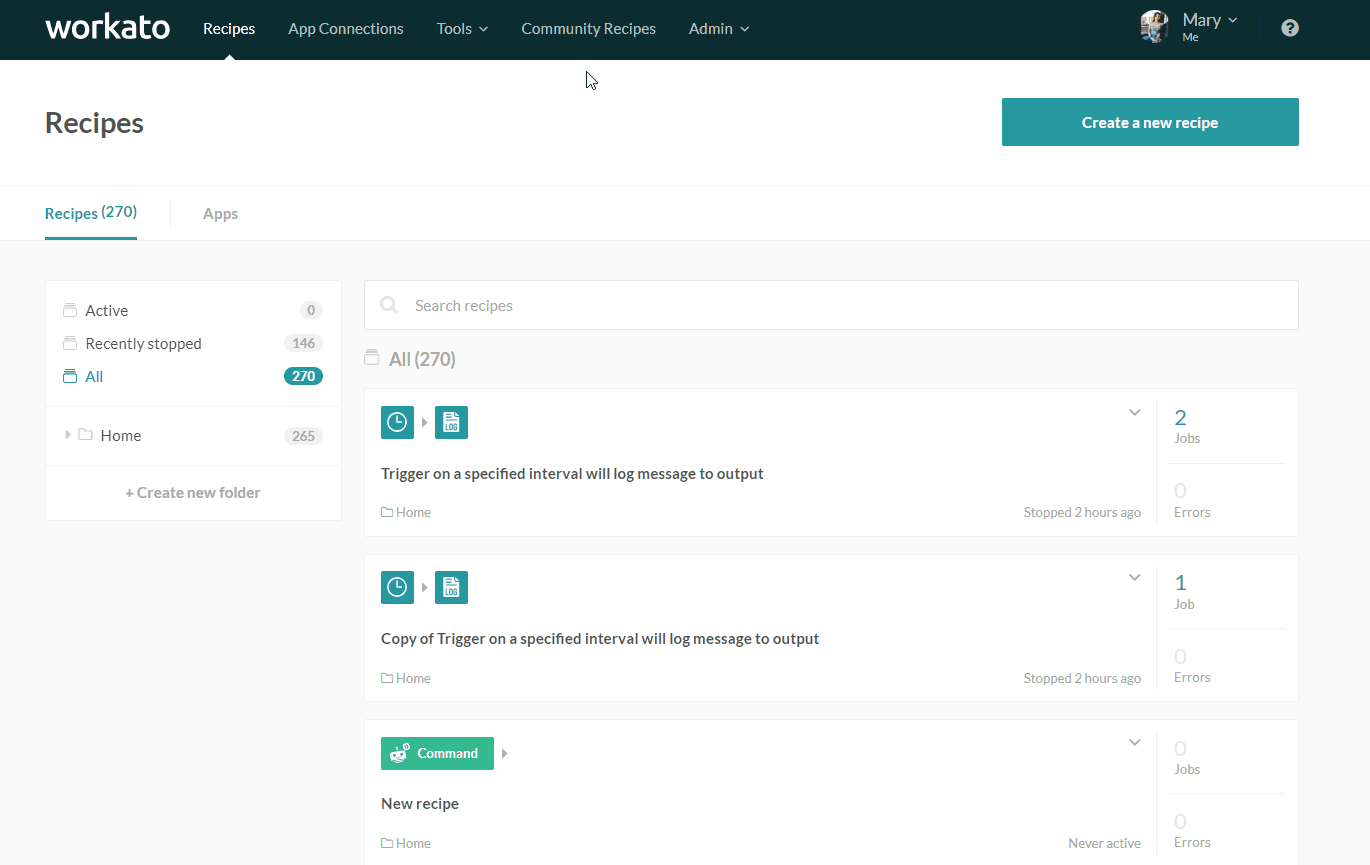 workato Recipes App Connections Tools Community Recipes Admin Mary
Me
?
Recipes
Create a new recipe
Recipes (270) Apps
Active 0
Recently stopped 146
All 270
Home 265
+ Create new folder
Search recipes
All (270)
LOG
2
Jobs
Trigger on a specified interval will log message to output
0
Errors
Home Stopped 2 hours ago
LOG
1
Job
Copy of Trigger on a specified interval will log message to output
0
Errors
Home Stopped 2 hours ago
Command
0
Jobs
New recipe
0
Errors
Home Never active